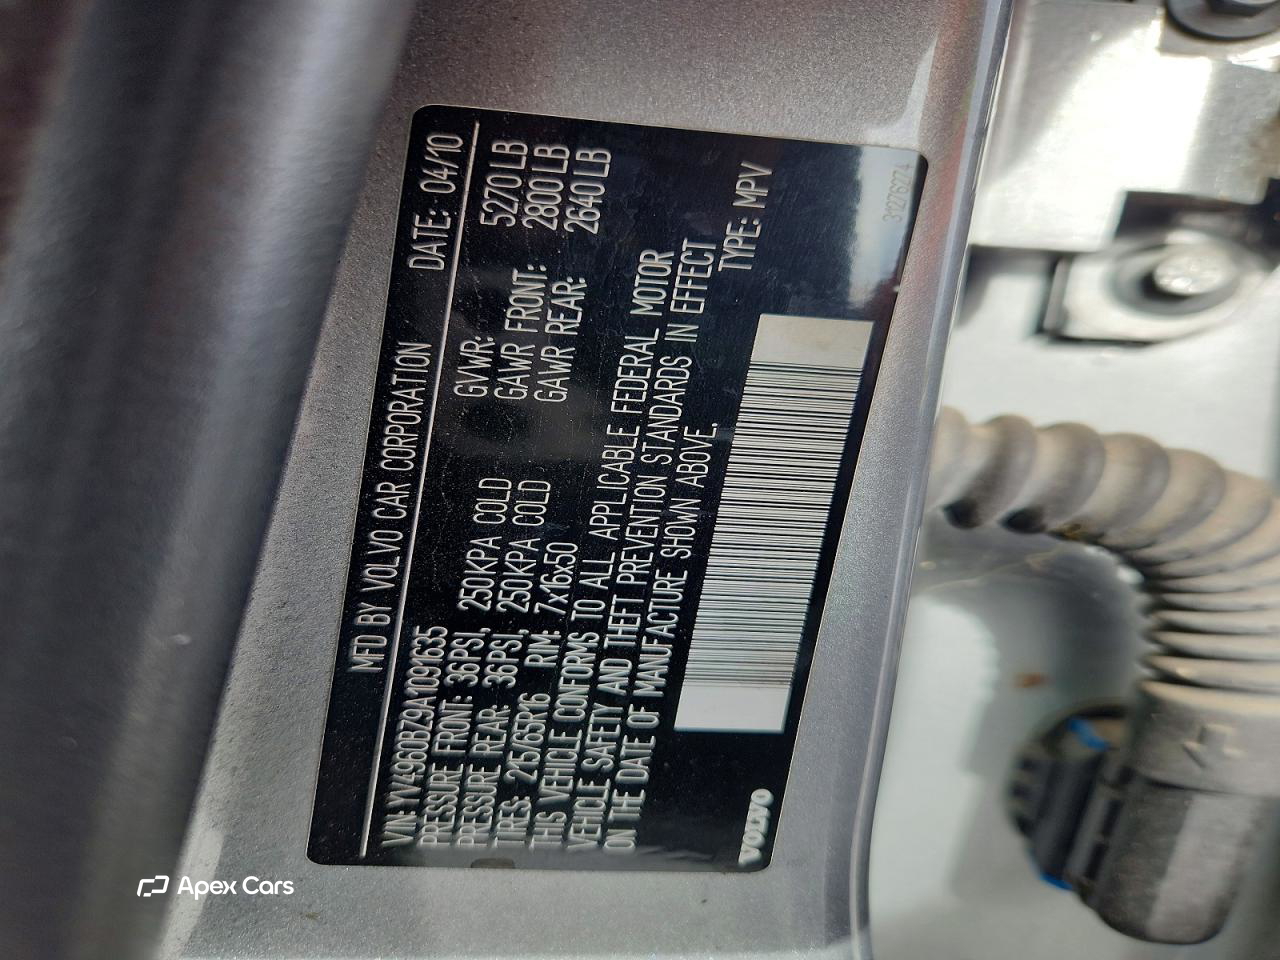 MFD BY VOLVO CAR CORPORATION DATE: 04/10
VIN: YV4960BZ9A1091635
PRESSURE FRONT: 36PSI, 250KPA COLD GVWR: 5270 LB
PRESSURE REAR: 36PSI, 250KPA COLD GAWR FRONT: 2800 LB
TIRES: 215/65R16 RIM: 7x16x50 GAWR REAR: 2640 LB
THIS VEHICLE CONFORMS TO ALL APPLICABLE FEDERAL MOTOR
VEHICLE SAFETY AND THEFT PREVENTION STANDARDS IN EFFECT
ON THE DATE OF MANUFACTURE SHOWN ABOVE.
TYPE: MPV
VOLVO
31276274
Apex Cars